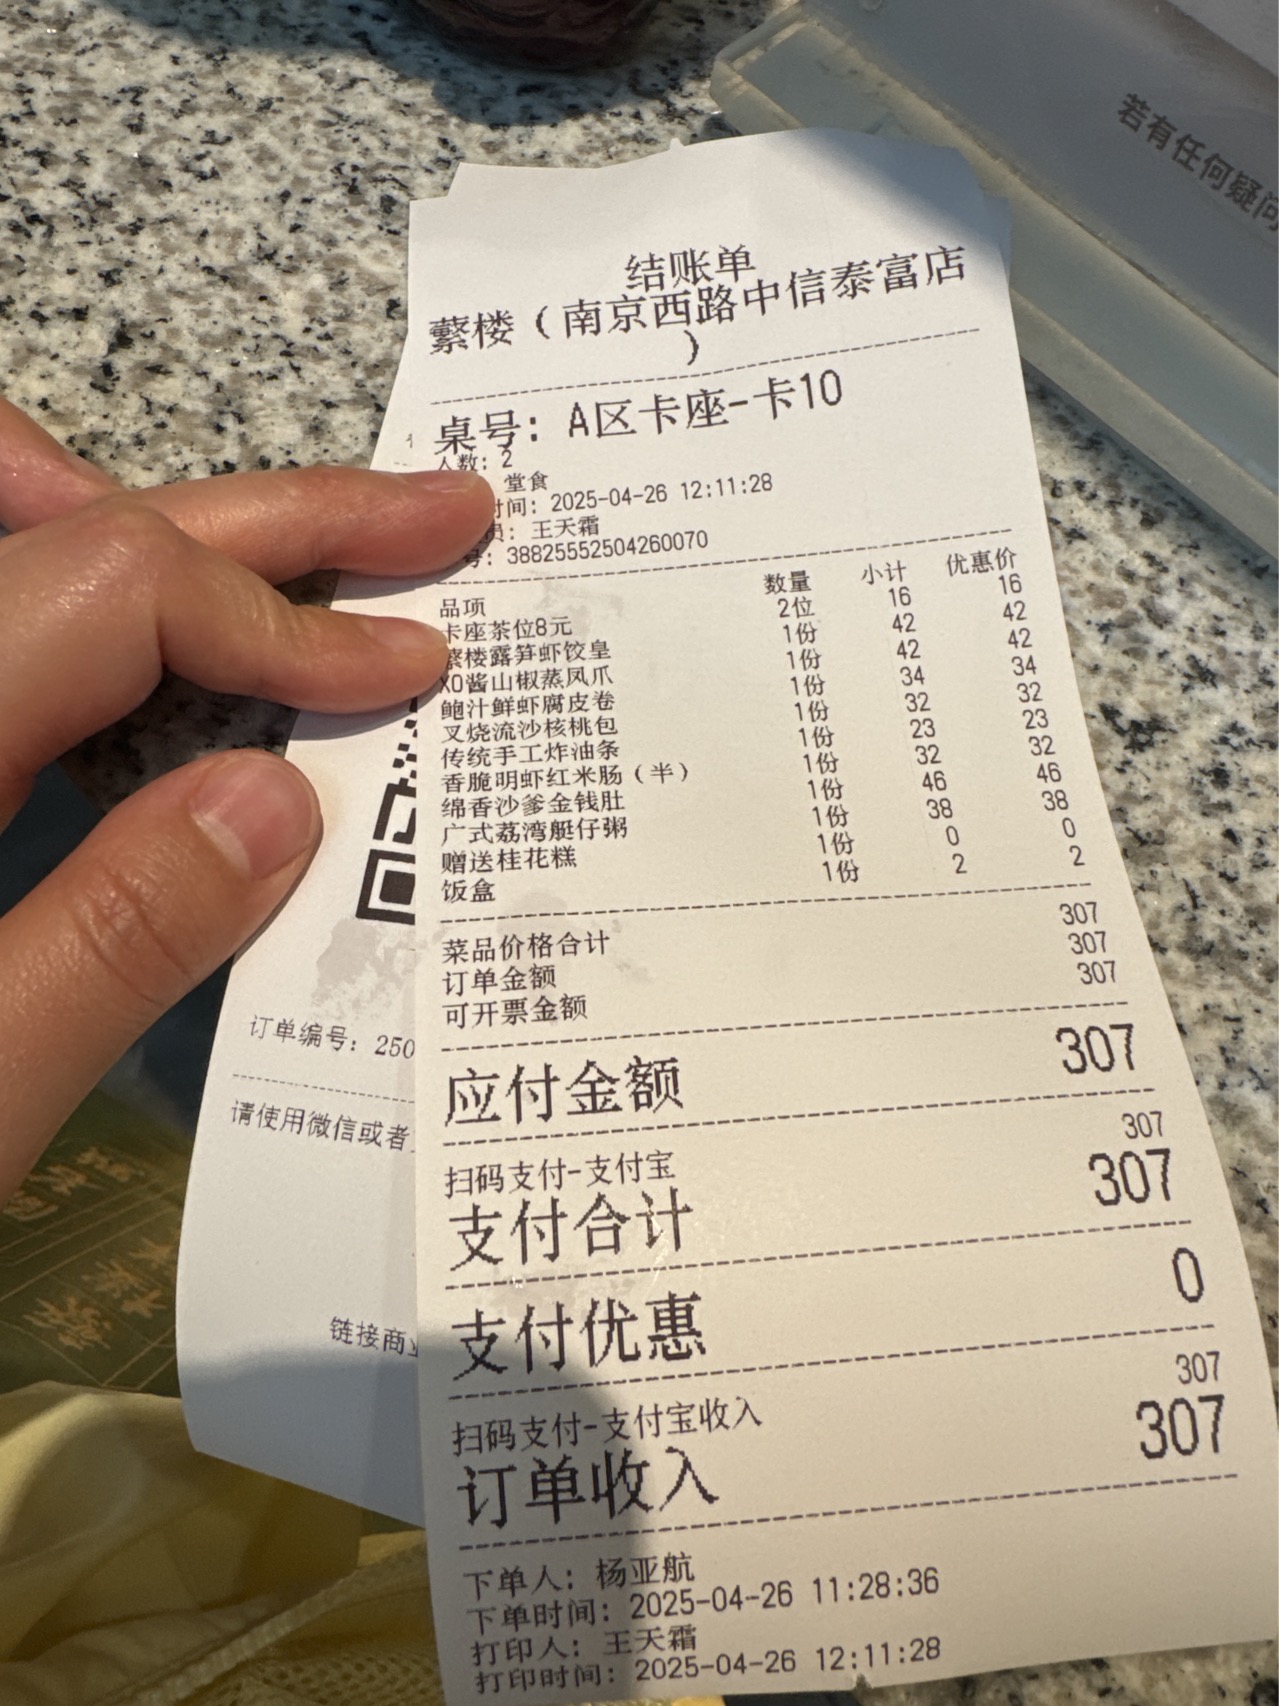 若有任何疑问
结账单
蘩楼（南京西路中信泰富店
）
桌号：A区卡座-卡10
人数：2
堂食
时间：2025-04-26 12:11:28
员：王天霜
号：38825552504260070
品项 数量 小计 优惠价
卡座茶位8元 2位 16 16
蘩楼露笋虾饺皇 1份 42 42
XO酱山椒蒸凤爪 1份 42 42
鲍汁鲜虾腐皮卷 1份 34 34
叉烧流沙核桃包 1份 32 32
传统手工炸油条 1份 23 23
香脆明虾红米肠（半） 1份 32 32
绵香沙爹金钱肚 1份 46 46
广式荔湾艇仔粥 1份 38 38
赠送桂花糕 1份 0 0
饭盒 1份 2 2
菜品价格合计 307
订单金额 307
可开票金额 307
应付金额 307
扫码支付-支付宝 307
支付合计 307
支付优惠 0
扫码支付-支付宝收入 307
订单收入 307
下单人：杨亚航
下单时间：2025-04-26 11:28:36
打印人：王天霜
打印时间：2025-04-26 12:11:28
订单编号：250
请使用微信或者
链接商